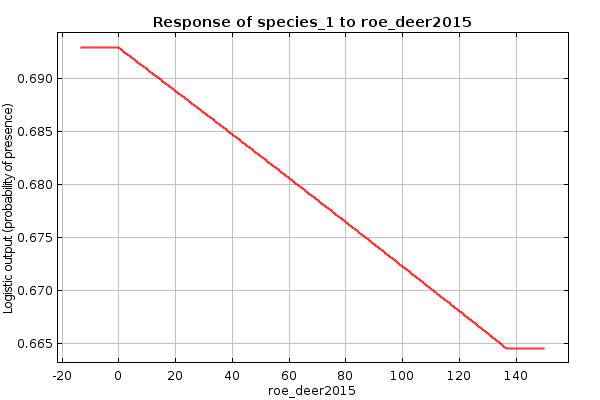 Response of species_1 to roe_deer2015
Logistic output (probability of presence)
0.690
0.685
0.680
0.675
0.670
0.665
-20 0 20 40 60 80 100 120 140
roe_deer2015